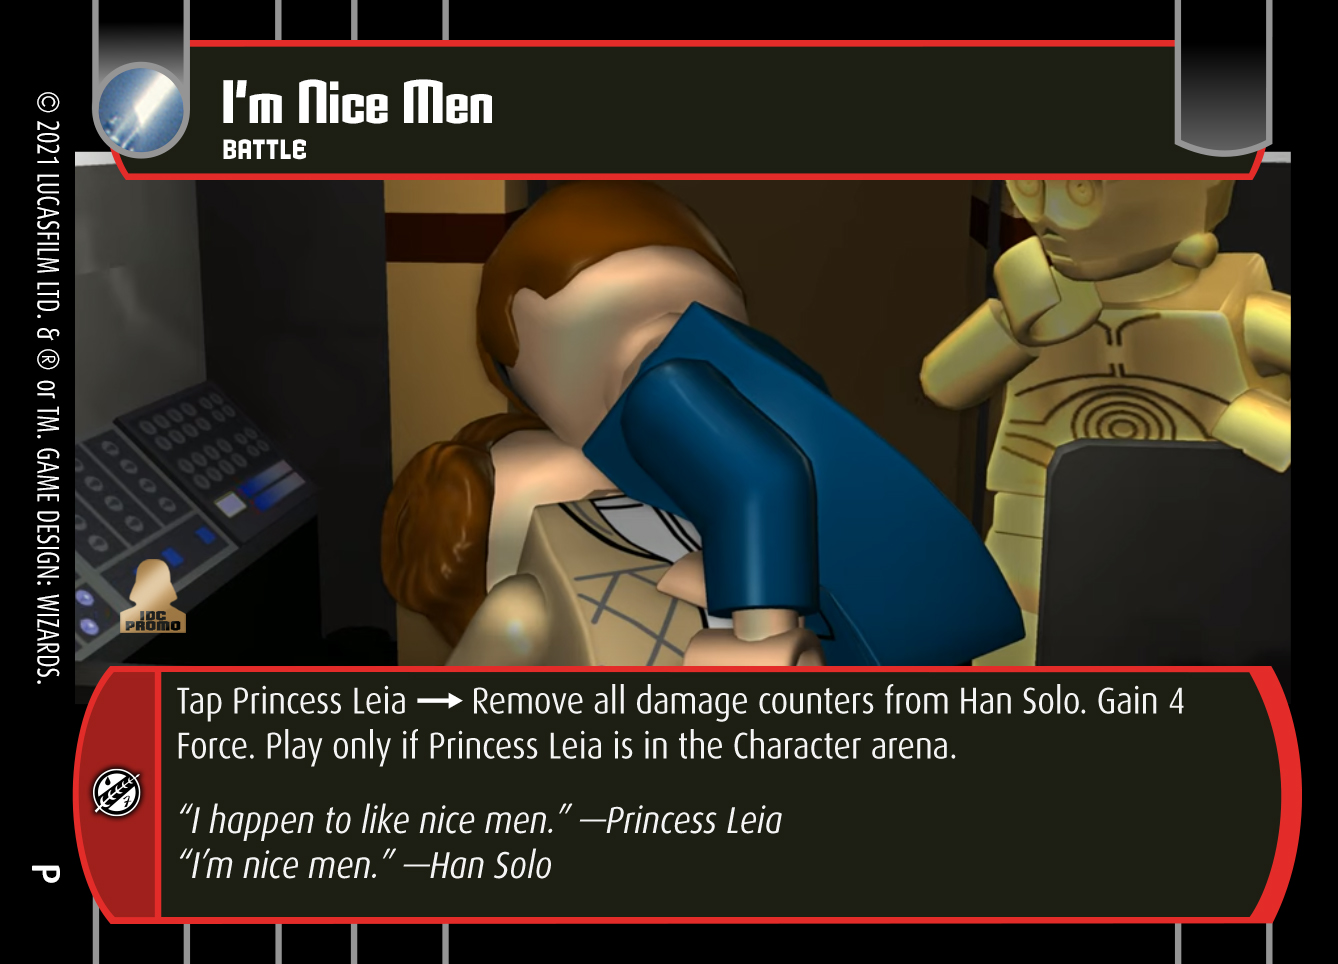 I'm Nice Men
BATTLE
© 2021 LUCASFILM LTD. & ® or TM. GAME DESIGN: WIZARDS.
IDC
PROMO
Tap Princess Leia → Remove all damage counters from Han Solo. Gain 4
Force. Play only if Princess Leia is in the Character arena.
“I happen to like nice men.” —Princess Leia
“I’m nice men.” —Han Solo
P